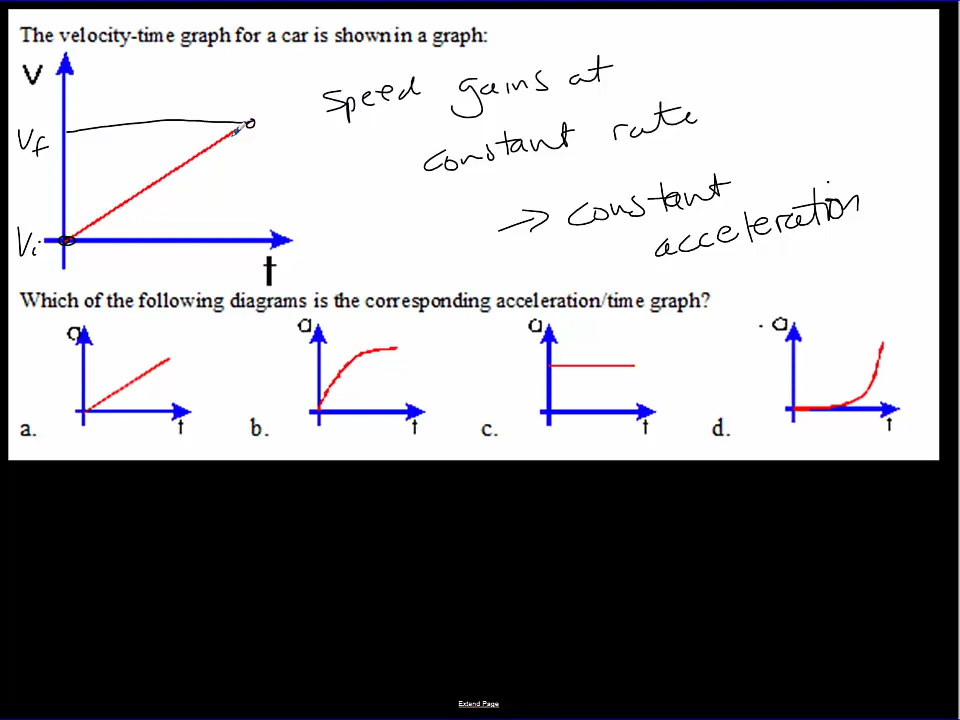 The velocity-time graph for a car is shown in a graph:
v
Vf
speed gains at
constant rate
→ constant
acceleration
Vi
t
Which of the following diagrams is the corresponding acceleration/time graph?
a a a a
a. t b. t c. t d. t
Extend Page